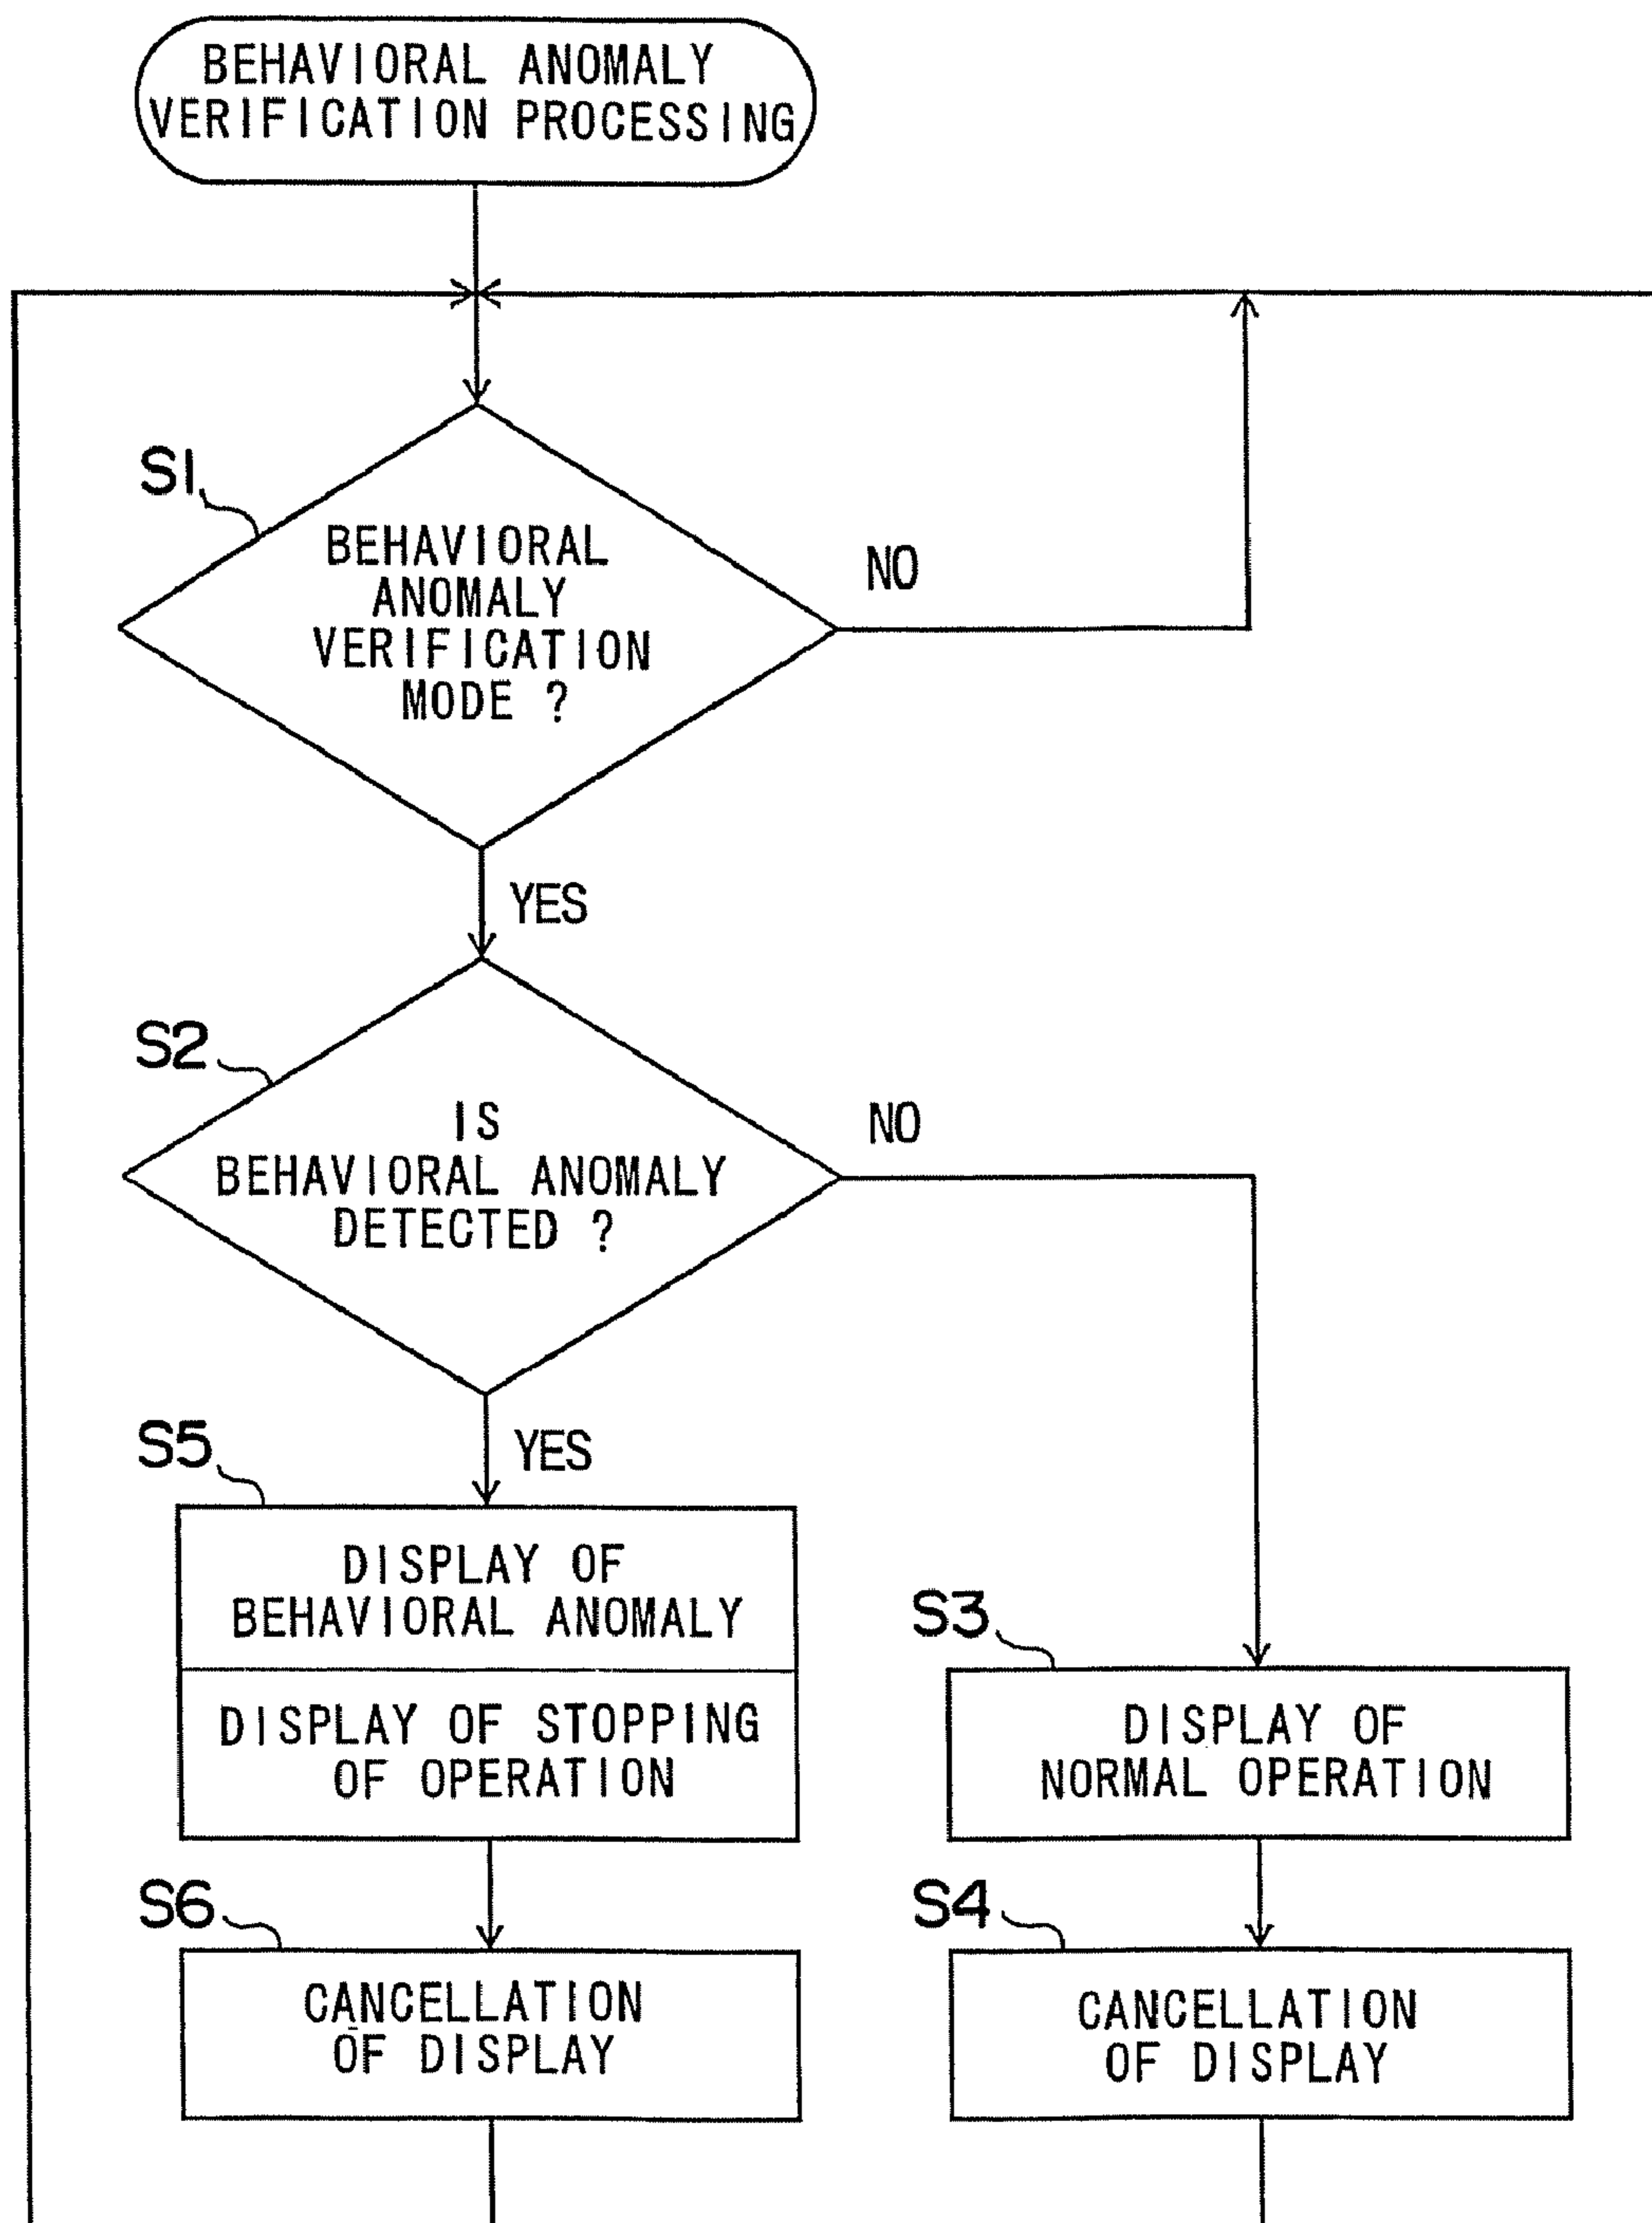 BEHAVIORAL ANOMALY
VERIFICATION PROCESSING
S1
BEHAVIORAL
ANOMALY
VERIFICATION
MODE ?
NO
YES
S2
IS
BEHAVIORAL ANOMALY
DETECTED ?
NO
YES
S5
DISPLAY OF
BEHAVIORAL ANOMALY
DISPLAY OF STOPPING
OF OPERATION
S3
DISPLAY OF
NORMAL OPERATION
S6
CANCELLATION
OF DISPLAY
S4
CANCELLATION
OF DISPLAY